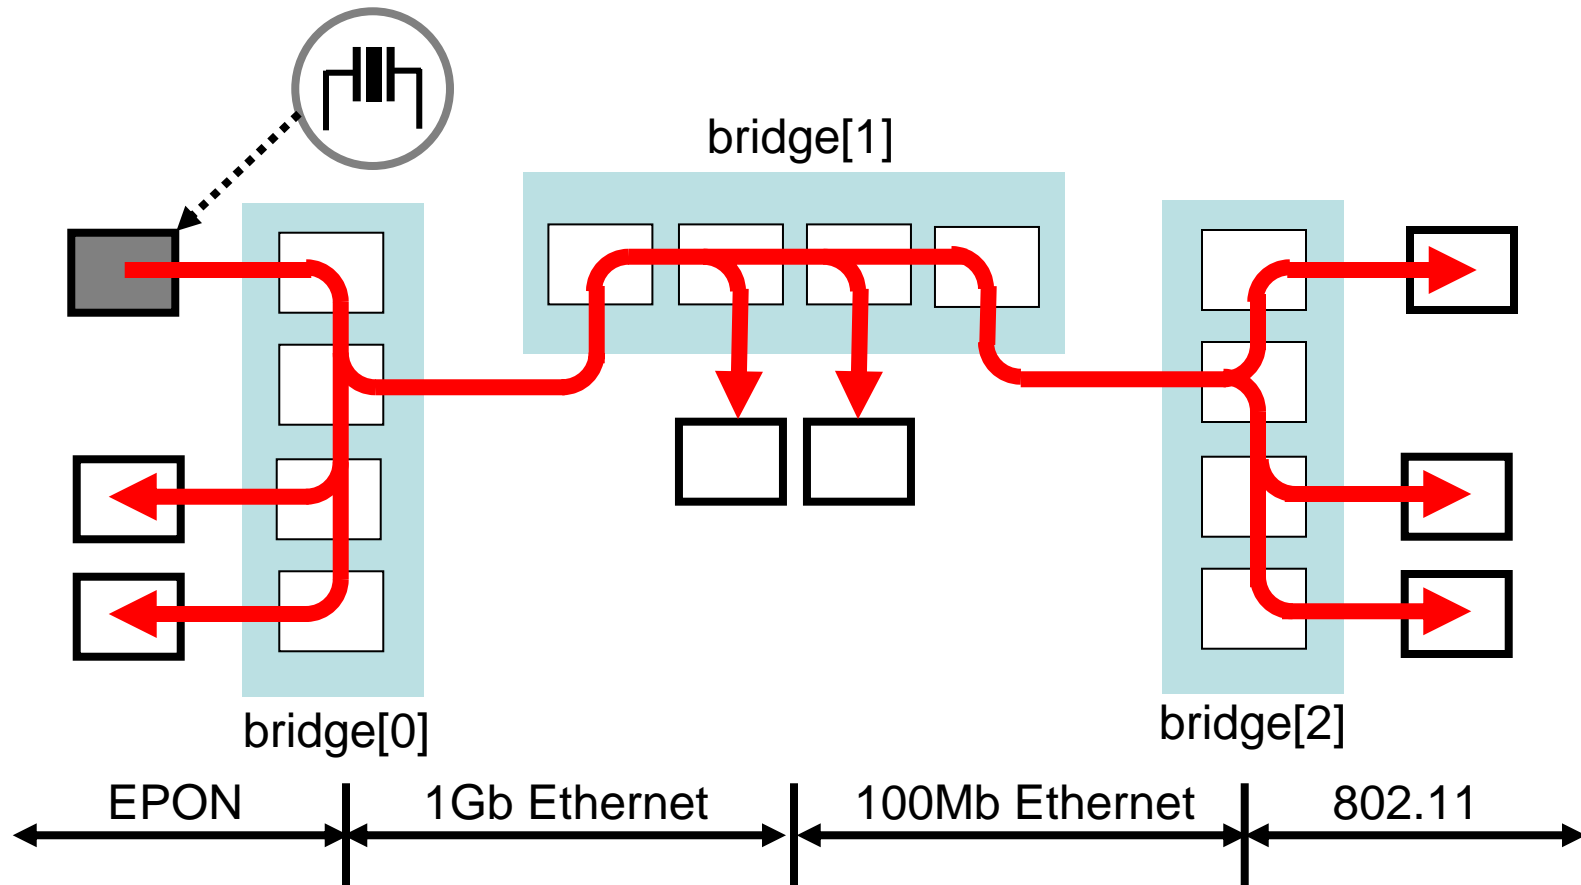 bridge[1]
bridge[0]
bridge[2]
EPON
1Gb Ethernet
100Mb Ethernet
802.11